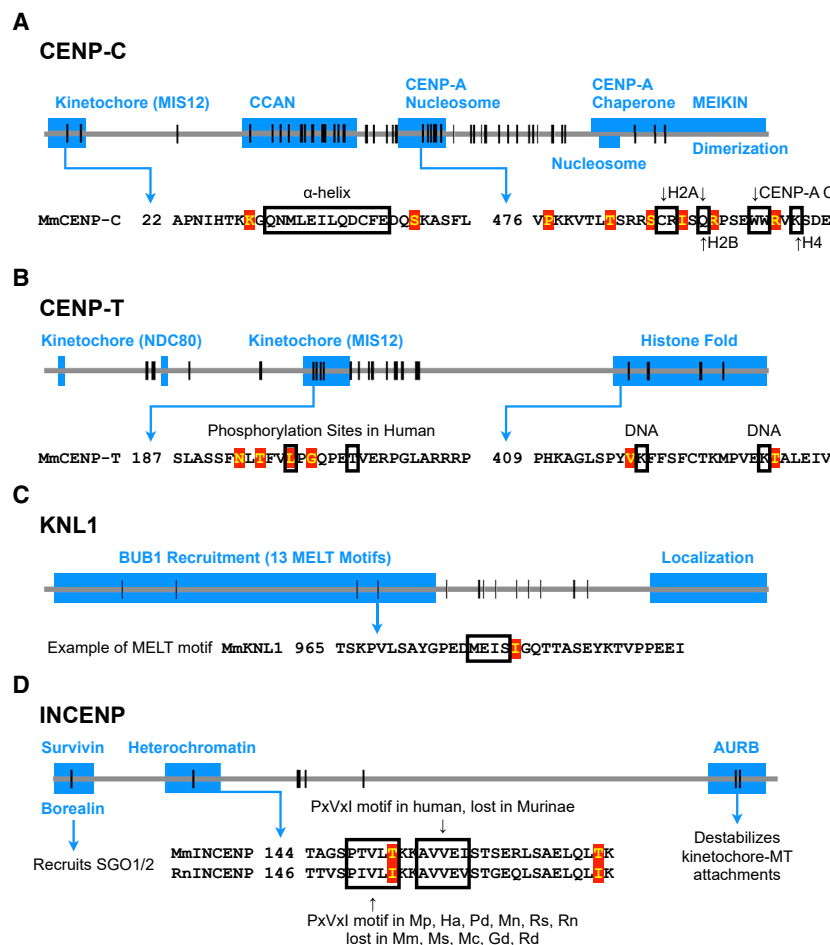 A
CENP-C
Kinetochore (MIS12)
CCAN
CENP-A
Nucleosome
CENP-A
Chaperone
MEIKIN
Nucleosome
Dimerization
α-helix
↓H2A↓
↓CENP-A C
MmCENP-C 22 APNIHTKKGQNMLEILQDCFEDQSKASFL 476 VPKKVTLTSRRSCRISQRPSEWWRVKSDE
↑H2B
↑H4
B
CENP-T
Kinetochore (NDC80)
Kinetochore (MIS12)
Histone Fold
Phosphorylation Sites in Human
DNA
DNA
MmCENP-T 187 SLASSFNLTFVLPGQPETVERPGLARRRP 409 PHKAGLSPYVKFFSFCTKMPVEKTALEIV
C
KNL1
BUB1 Recruitment (13 MELT Motifs)
Localization
Example of MELT motif MmKNL1 965 TSKPVLSAYGPEDMEISIGQTTASEYKTVPPEEI
D
INCENP
Survivin
Heterochromatin
AURB
Borealin
PxVxI motif in human, lost in Murinae
Recruits SGO1/2
Destabilizes
kinetochore-MT
attachments
MmINCENP 144 TAGSPTVLTKKAVVEISTSERLSAELQLTK
RnINCENP 146 TTVSPIVLIKKAVVEVSTGEQLSAELQLIK
↑
PxVxI motif in Mp, Ha, Pd, Mn, Rs, Rn
lost in Mm, Ms, Mc, Gd, Rd